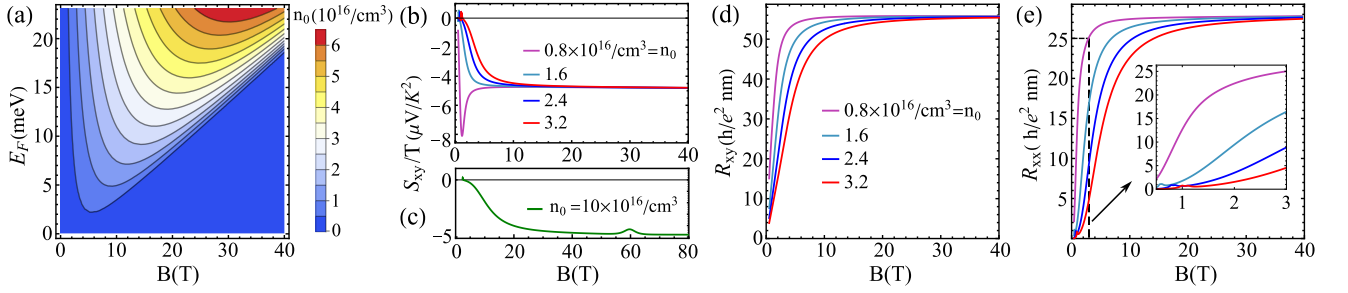 (a)
n₀(10¹⁶/cm³)
E_F(meV)
20
15
10
5
0
0 10 20 30 40
B(T)
6
5
4
3
2
1
0
(b)
0
−2
−4
−6
−8
0.8×10¹⁶/cm³=n₀
1.6
2.4
3.2
0 10 20 30 40
S_xy/T (μV/K²)
(c)
0
−5
n₀ =10×10¹⁶/cm³
0 20 40 60 80
B(T)
(d)
R_xy(h/e² nm)
50
40
30
20
10
0
0.8×10¹⁶/cm³=n₀
1.6
2.4
3.2
0 10 20 30 40
B(T)
(e)
R_xx( h/e² nm)
25
20
15
10
5
0 10 20 30 40
B(T)
25
20
15
10
5
0
1 2 3